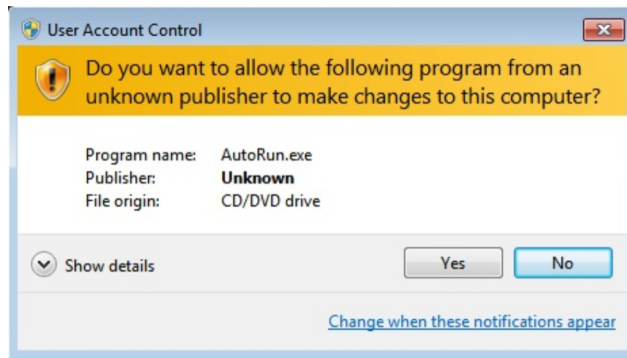 User Account Control
Do you want to allow the following program from an
unknown publisher to make changes to this computer?
Program name: AutoRun.exe
Publisher: Unknown
File origin: CD/DVD drive
Show details
Yes
No
Change when these notifications appear